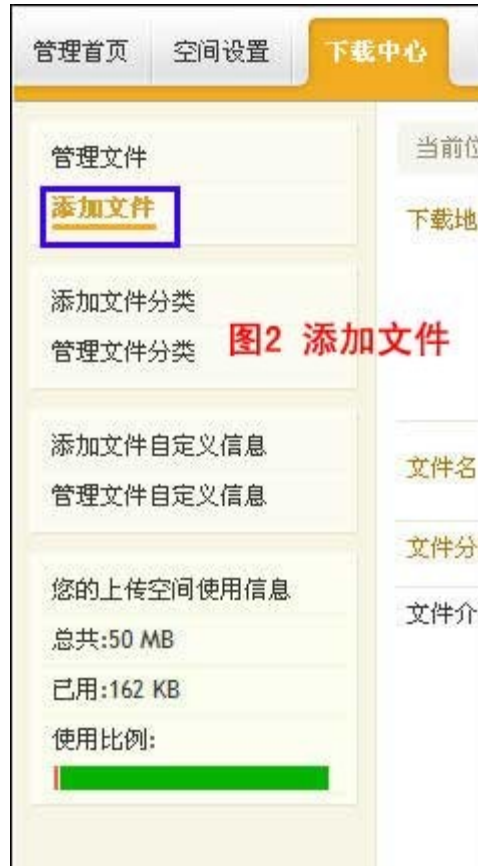 管理首页 空间设置 下载中心
管理文件
添加文件
添加文件分类
管理文件分类
添加文件自定义信息
管理文件自定义信息
您的上传空间使用信息
总共:50 MB
已用:162 KB
使用比例:
图2 添加文件
当前位
下载地
文件名
文件分
文件介